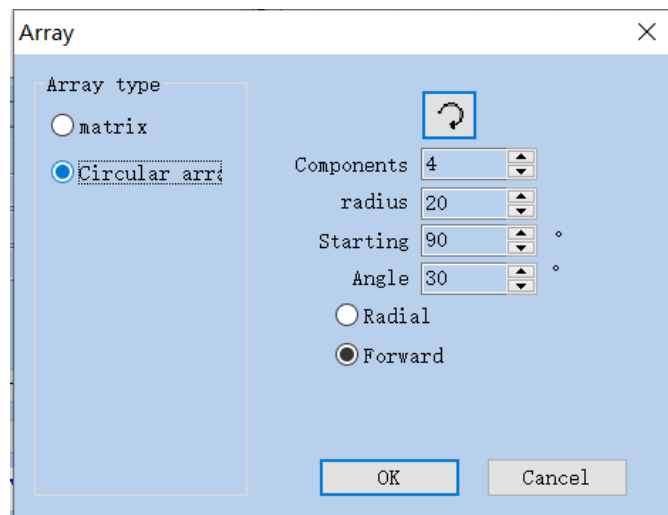 Array
Array type
matrix
Circular arra
Components 4
radius 20
Starting 90 °
Angle 30 °
Radial
Forward
OK Cancel